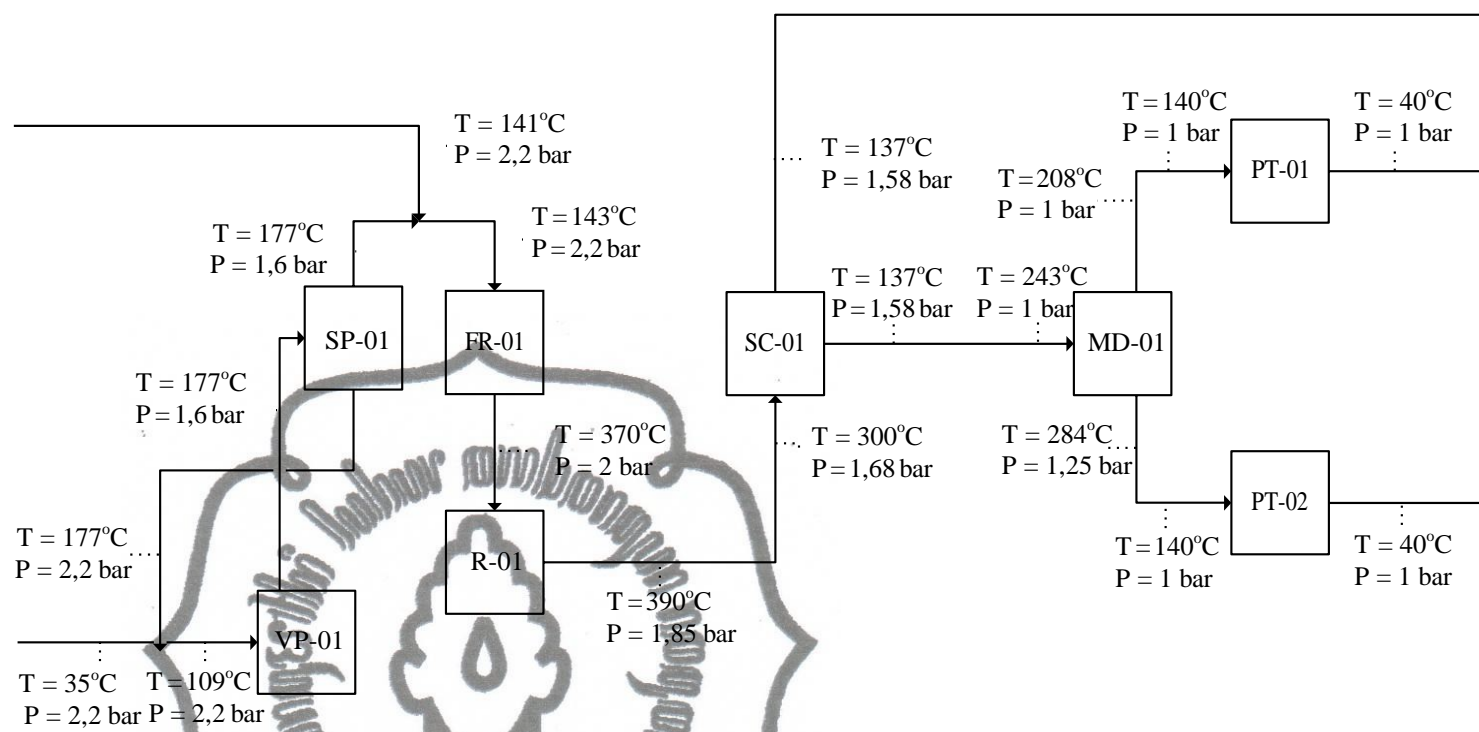 T = 140°C
P = 1 bar
T = 40°C
P = 1 bar
T = 141°C
P = 2,2 bar
T = 137°C
P = 1,58 bar
PT-01
T = 208°C
P = 1 bar
T = 143°C
P = 2,2 bar
T = 177°C
P = 1,6 bar
T = 137°C
P = 1,58 bar
T = 243°C
P = 1 bar
SP-01
FR-01
SC-01
MD-01
T = 177°C
P = 1,6 bar
T = 370°C
P = 2 bar
T = 300°C
P = 1,68 bar
T = 284°C
P = 1,25 bar
PT-02
T = 177°C
P = 2,2 bar
R-01
T = 140°C
P = 1 bar
T = 40°C
P = 1 bar
T = 390°C
P = 1,85 bar
VP-01
T = 35°C
P = 2,2 bar
T = 109°C
P = 2,2 bar